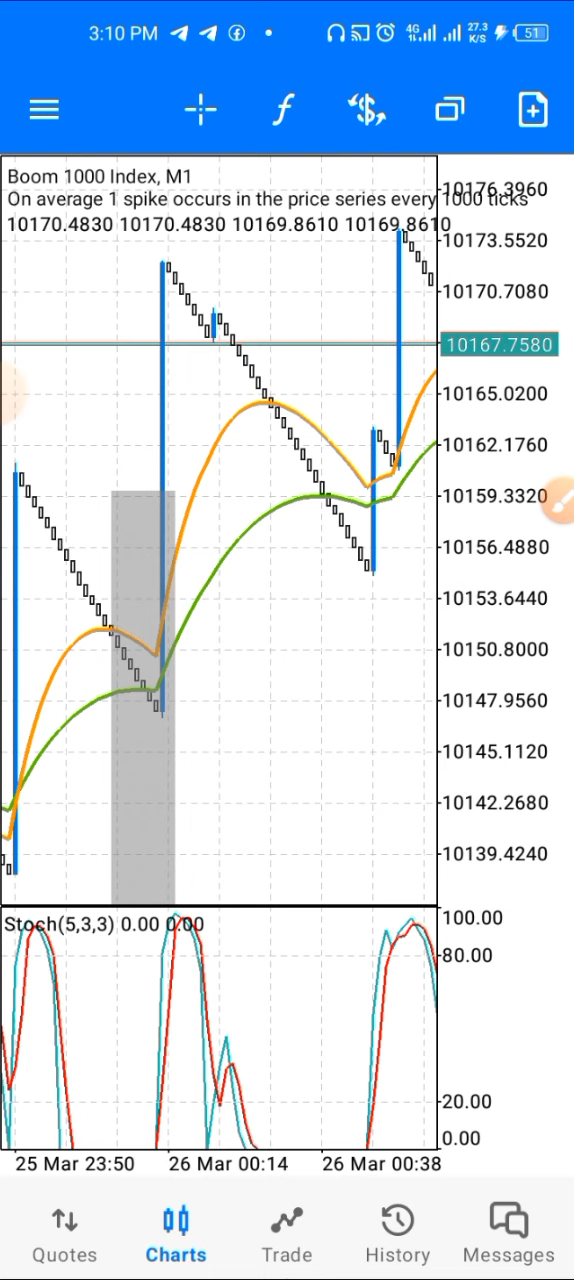 3:10 PM
4G
27.3
K/S
51
Boom 1000 Index, M1
On average 1 spike occurs in the price series every 1000 ticks
10170.4830 10170.4830 10169.8610 10169.8610
10176.3960
10173.5520
10170.7080
10167.7580
10165.0200
10162.1760
10159.3320
10156.4880
10153.6440
10150.8000
10147.9560
10145.1120
10142.2680
10139.4240
Stoch(5,3,3) 0.00 0.00
100.00
80.00
20.00
0.00
25 Mar 23:50 26 Mar 00:14 26 Mar 00:38
Quotes Charts Trade History Messages